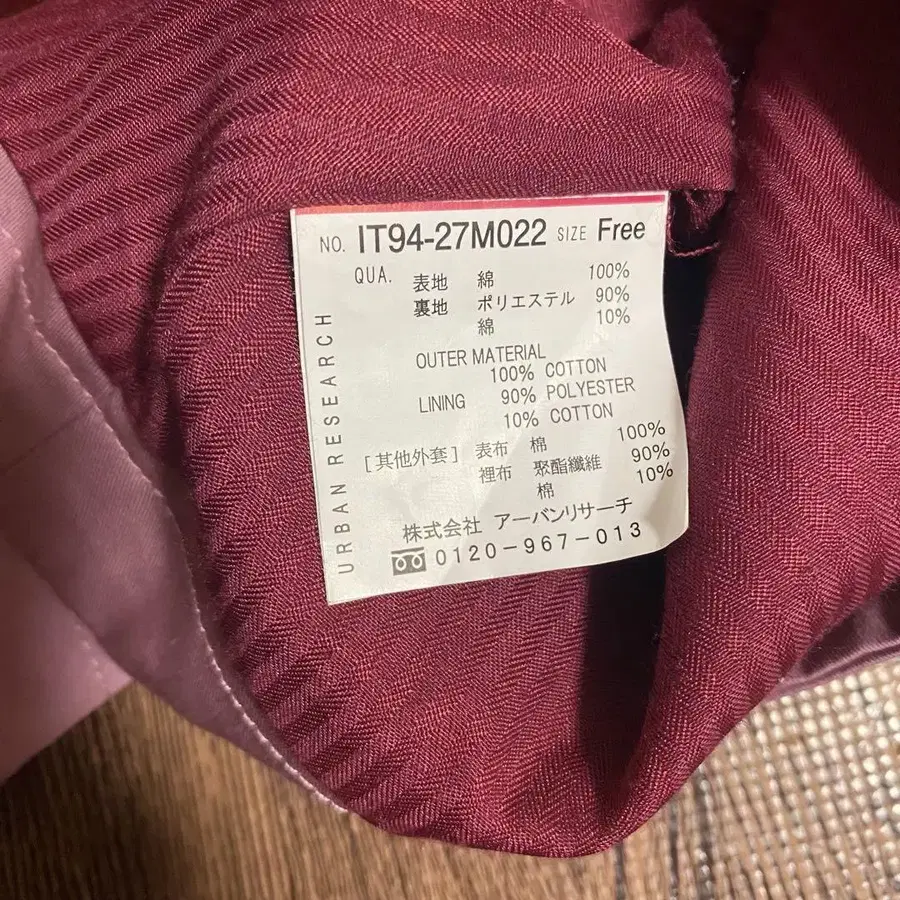 NO. IT94-27M022 SIZE Free
QUA. 表地 綿 100%
裏地 ポリエステル 90%
綿 10%
OUTER MATERIAL
100% COTTON
LINING 90% POLYESTER
10% COTTON
[其他外套] 表布 棉 100%
裡布 聚酯纖維 90%
棉 10%
株式会社 アーバンリサーチ
0120-967-013
URBAN RESEARCH